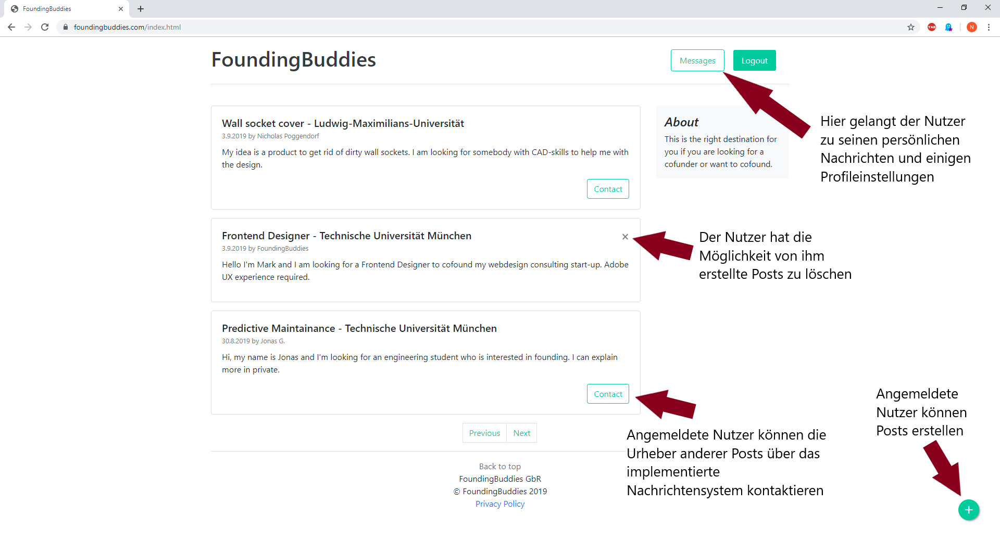 FoundingBuddies
foundingbuddies.com/index.html
YAB
N
FoundingBuddies
Messages
Logout
Hier gelangt der Nutzer
zu seinen persönlichen
Nachrichten und einigen
Profileinstellungen
Wall socket cover - Ludwig-Maximilians-Universität
3.9.2019 by Nicholas Poggendorf
My idea is a product to get rid of dirty wall sockets. I am looking for somebody with CAD-skills to help me with
the design.
Contact
About
This is the right destination for
you if you are looking for a
cofunder or want to cofound.
Frontend Designer - Technische Universität München
3.9.2019 by FoundingBuddies
Hello I'm Mark and I am looking for a Frontend Designer to cofound my webdesign consulting start-up. Adobe
UX experience required.
Der Nutzer hat die
Möglichkeit von ihm
erstellte Posts zu löschen
Predictive Maintainance - Technische Universität München
30.8.2019 by Jonas G.
Hi, my name is Jonas and I'm looking for an engineering student who is interested in founding. I can explain
more in private.
Contact
Angemeldete Nutzer können die
Urheber anderer Posts über das
implementierte
Nachrichtensystem kontaktieren
Angemeldete
Nutzer können
Posts erstellen
Previous
Next
Back to top
FoundingBuddies GbR
© FoundingBuddies 2019
Privacy Policy